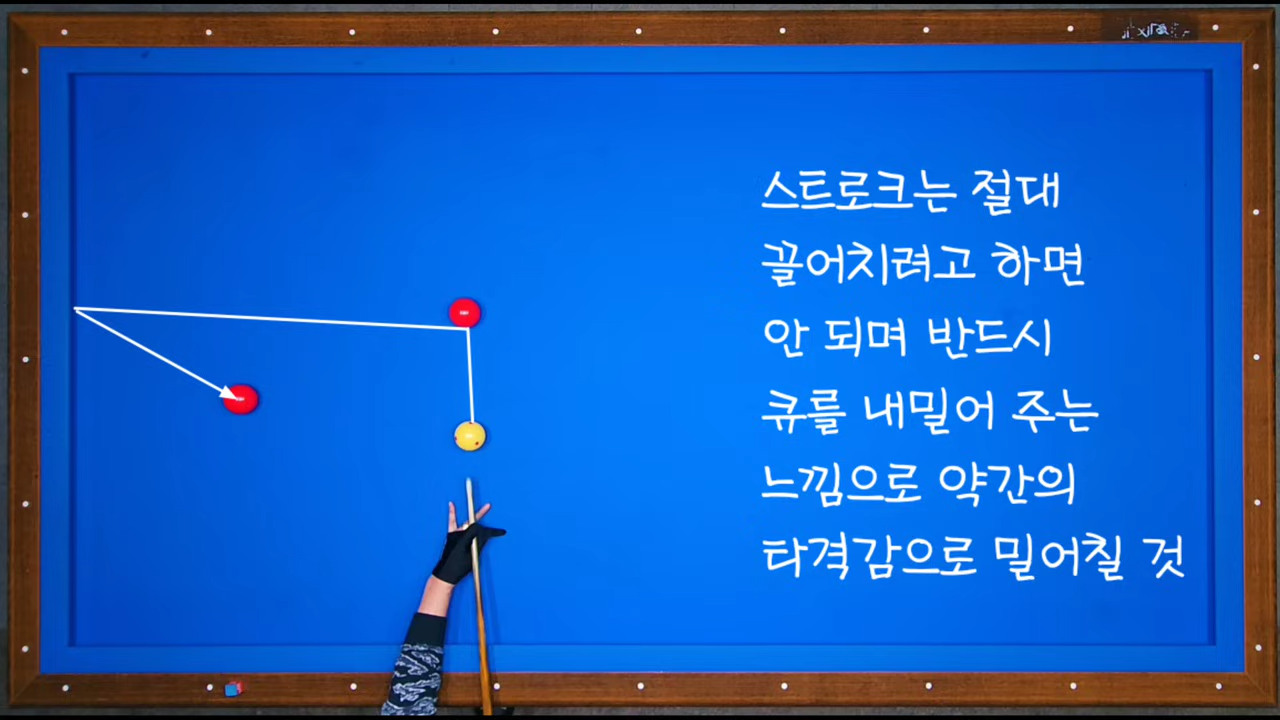 스트로크는 절대
끌어치려고 하면
안 되며 반드시
큐를 내밀어 주는
느낌으로 약간의
타격감으로 밀어칠 것